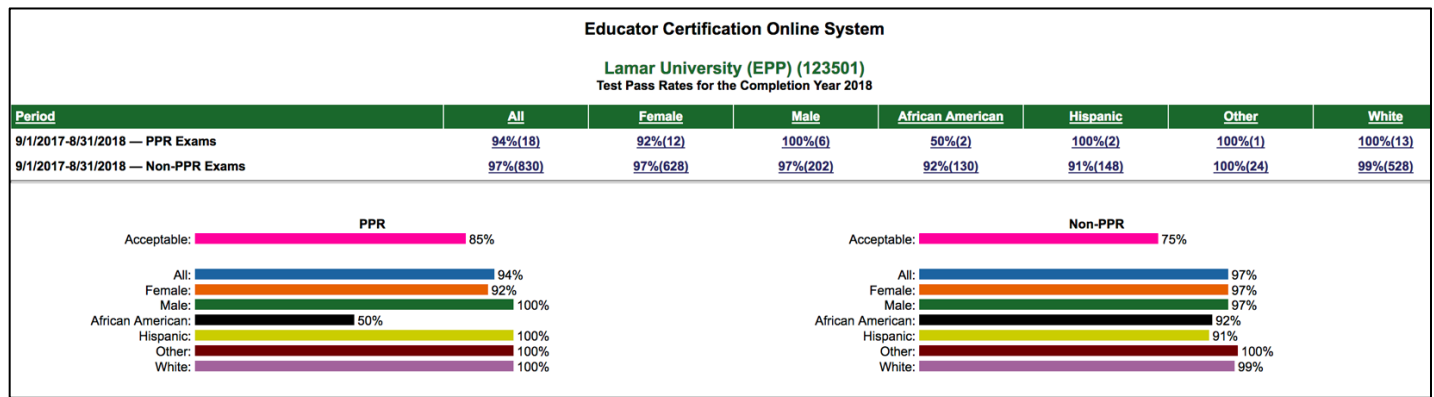 Educator Certification Online System
Lamar University (EPP) (123501)
Test Pass Rates for the Completion Year 2018
Period All Female Male African American Hispanic Other White
9/1/2017-8/31/2018 — PPR Exams 94%(18) 92%(12) 100%(6) 50%(2) 100%(2) 100%(1) 100%(13)
9/1/2017-8/31/2018 — Non-PPR Exams 97%(830) 97%(628) 97%(202) 92%(130) 91%(148) 100%(24) 99%(528)
PPR
Acceptable: 85%
All: 94%
Female: 92%
Male: 100%
African American: 50%
Hispanic: 100%
Other: 100%
White: 100%
Non-PPR
Acceptable: 75%
All: 97%
Female: 97%
Male: 97%
African American: 92%
Hispanic: 91%
Other: 100%
White: 99%